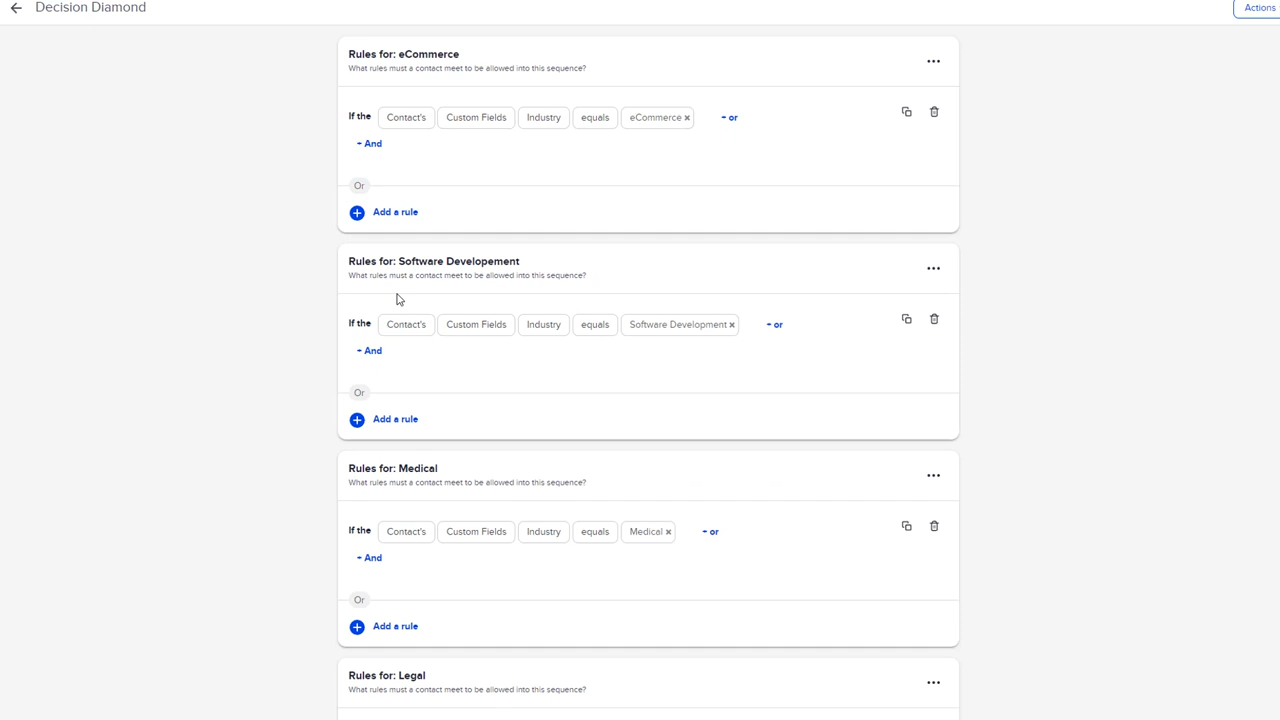 Decision Diamond
Actions
Rules for: eCommerce
What rules must a contact meet to be allowed into this sequence?
If the Contact's Custom Fields Industry equals eCommerce × + or
+ And
Or
Add a rule
Rules for: Software Developement
What rules must a contact meet to be allowed into this sequence?
If the Contact's Custom Fields Industry equals Software Development × + or
+ And
Or
Add a rule
Rules for: Medical
What rules must a contact meet to be allowed into this sequence?
If the Contact's Custom Fields Industry equals Medical × + or
+ And
Or
Add a rule
Rules for: Legal
What rules must a contact meet to be allowed into this sequence?